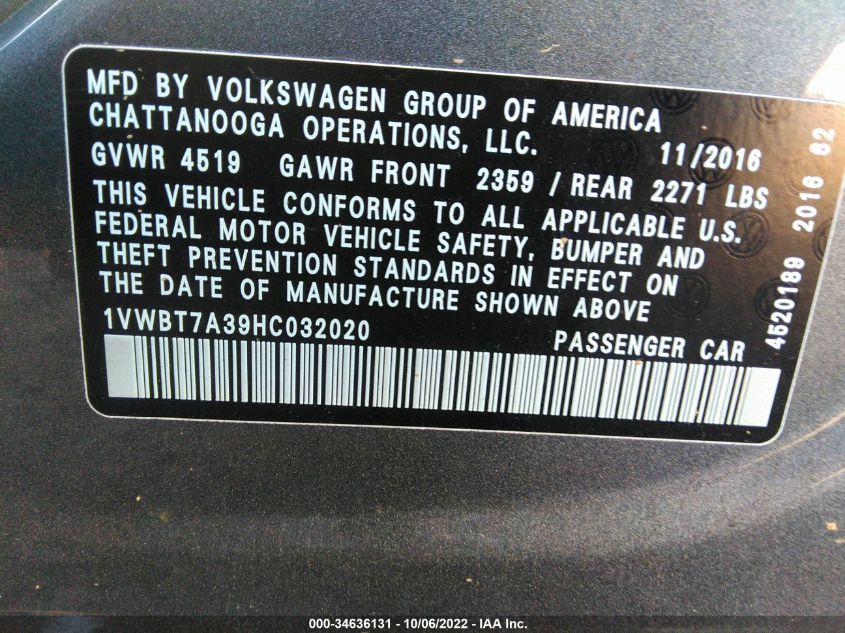 MFD BY VOLKSWAGEN GROUP OF AMERICA
CHATTANOOGA OPERATIONS, LLC.
11/2016
GVWR 4519 GAWR FRONT 2359 / REAR 2271 LBS
THIS VEHICLE CONFORMS TO ALL APPLICABLE U.S.
FEDERAL MOTOR VEHICLE SAFETY, BUMPER AND
THEFT PREVENTION STANDARDS IN EFFECT ON
THE DATE OF MANUFACTURE SHOWN ABOVE
1VWBT7A39HC032020
PASSENGER CAR
4520189 2016 62
000-34636131 - 10/06/2022 - IAA Inc.